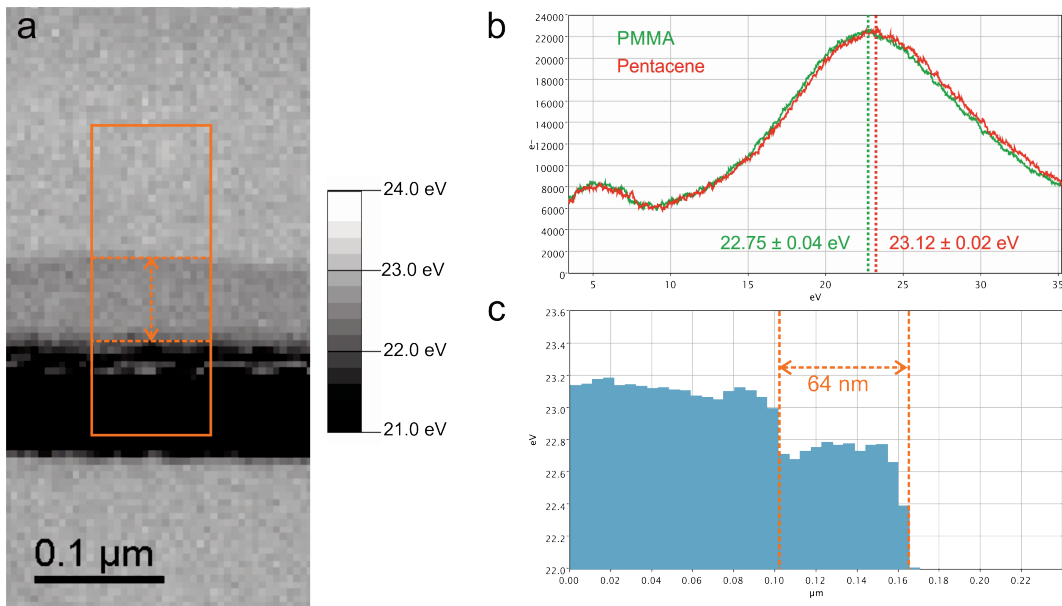 a
24.0 eV
23.0 eV
22.0 eV
21.0 eV
0.1 µm
b
PMMA
Pentacene
24000
22000
20000
18000
16000
14000
12000
10000
8000
6000
4000
2000
0
e-
22.75 ± 0.04 eV
23.12 ± 0.02 eV
5 10 15 20 25 30 35
eV
c
23.6
23.4
23.2
23.0
22.8
22.6
22.4
22.2
22.0
eV
64 nm
0.00 0.02 0.04 0.06 0.08 0.10 0.12 0.14 0.16 0.18 0.20 0.22
µm